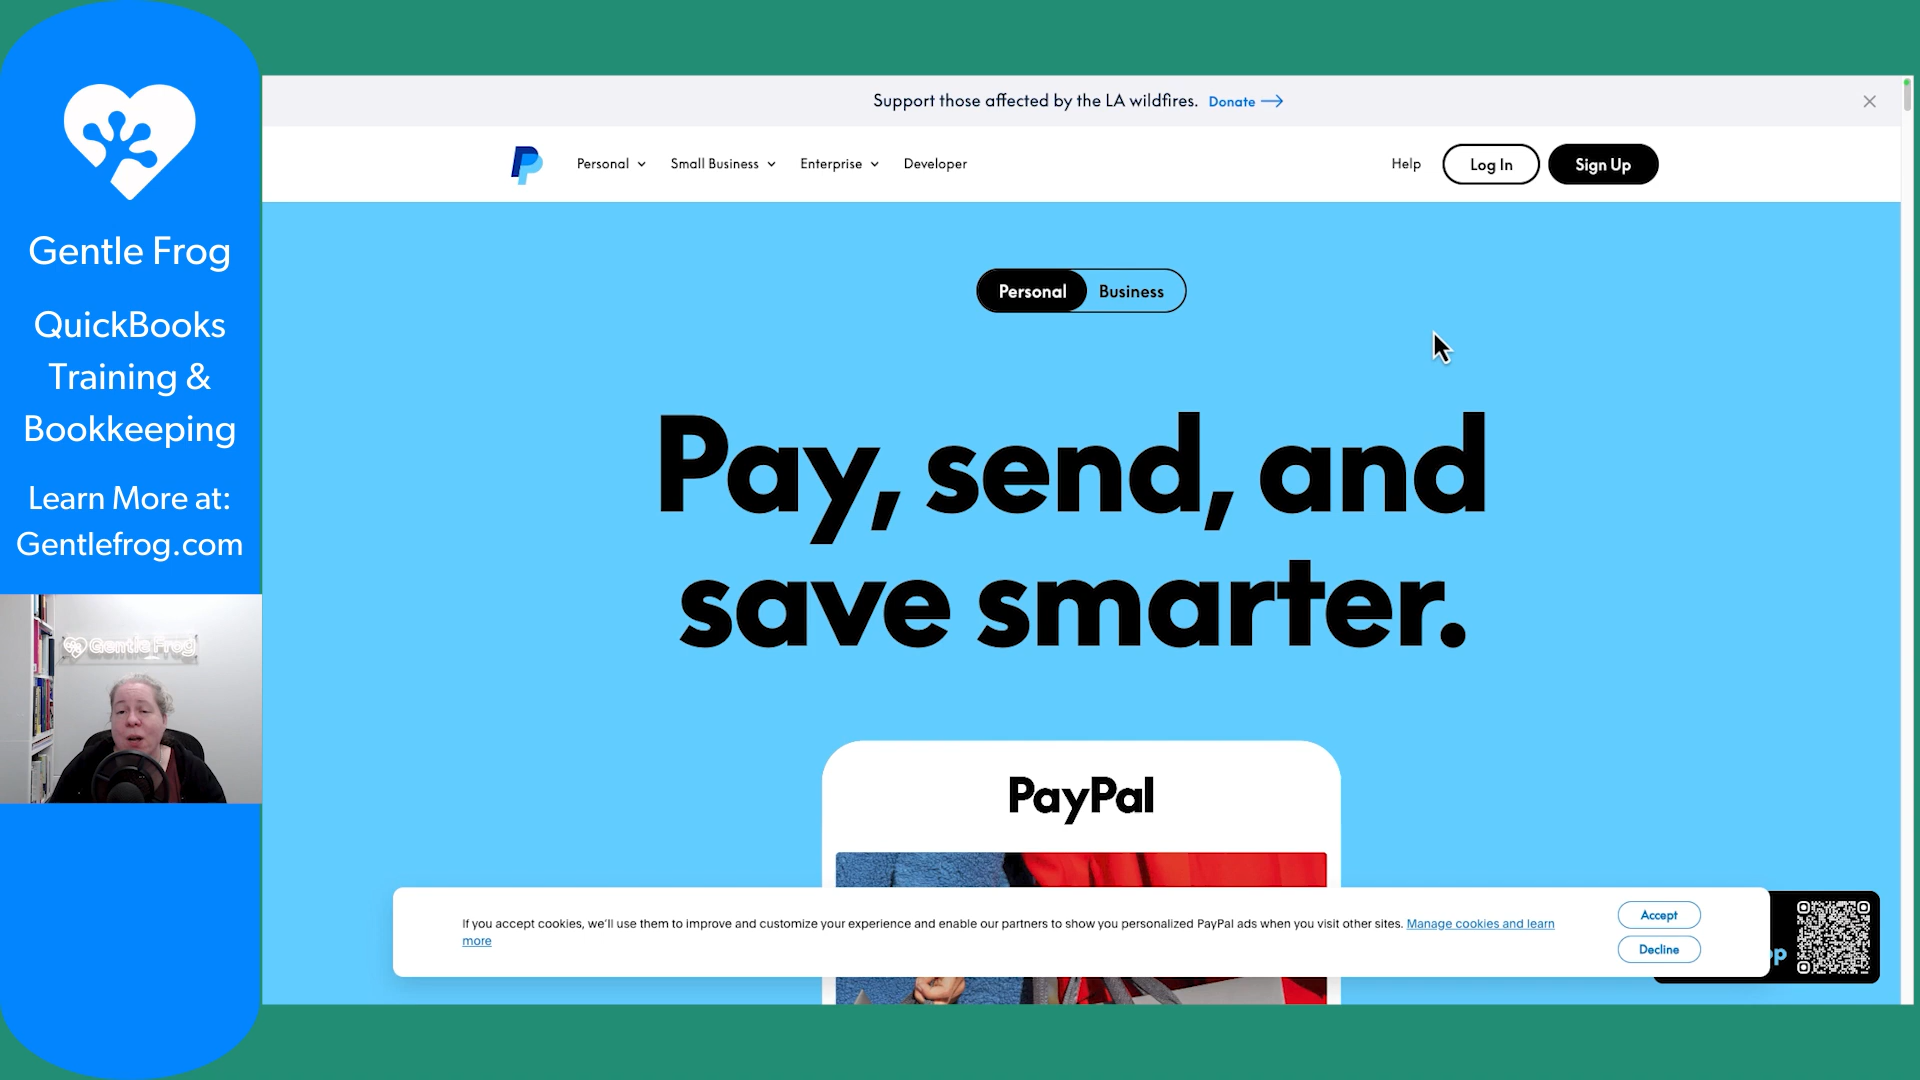 Gentle Frog
QuickBooks
Training &
Bookkeeping
Learn More at:
Gentlefrog.com
Gentle Frog
Support those affected by the LA wildfires. Donate
Personal
Small Business
Enterprise
Developer
Help
Log In
Sign Up
Personal
Business
Pay, send, and
save smarter.
PayPal
If you accept cookies, we'll use them to improve and customize your experience and enable our partners to show you personalized PayPal ads when you visit other sites. Manage cookies and learn
more
Accept
Decline